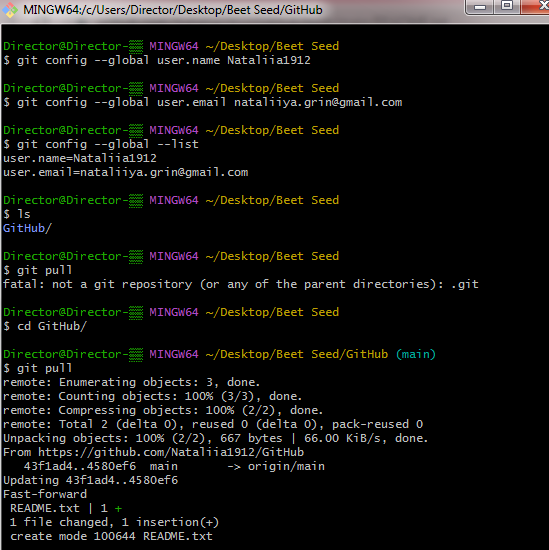 MINGW64:/c/Users/Director/Desktop/Beet Seed/GitHub
Director@Director-▒▒ MINGW64 ~/Desktop/Beet Seed
$ git config --global user.name Nataliia1912
Director@Director-▒▒ MINGW64 ~/Desktop/Beet Seed
$ git config --global user.email nataliiya.grin@gmail.com
Director@Director-▒▒ MINGW64 ~/Desktop/Beet Seed
$ git config --global --list
user.name=Nataliia1912
user.email=nataliiya.grin@gmail.com
Director@Director-▒▒ MINGW64 ~/Desktop/Beet Seed
$ ls
GitHub/
Director@Director-▒▒ MINGW64 ~/Desktop/Beet Seed
$ git pull
fatal: not a git repository (or any of the parent directories): .git
Director@Director-▒▒ MINGW64 ~/Desktop/Beet Seed
$ cd GitHub/
Director@Director-▒▒ MINGW64 ~/Desktop/Beet Seed/GitHub (main)
$ git pull
remote: Enumerating objects: 3, done.
remote: Counting objects: 100% (3/3), done.
remote: Compressing objects: 100% (2/2), done.
remote: Total 2 (delta 0), reused 0 (delta 0), pack-reused 0
Unpacking objects: 100% (2/2), 667 bytes | 66.00 KiB/s, done.
From https://github.com/Nataliia1912/GitHub
   43f1ad4..4580ef6  main       -> origin/main
Updating 43f1ad4..4580ef6
Fast-forward
 README.txt | 1 +
 1 file changed, 1 insertion(+)
 create mode 100644 README.txt